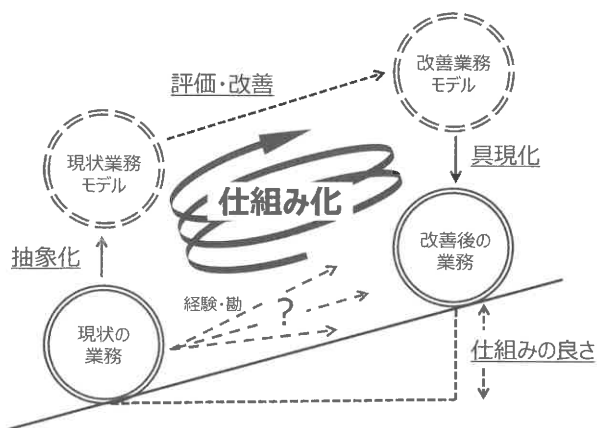 改善業務
モデル
評価・改善
現状業務
モデル
具現化
仕組み化
抽象化
改善後の
業務
経験・勘
?
現状の
業務
仕組みの良さ